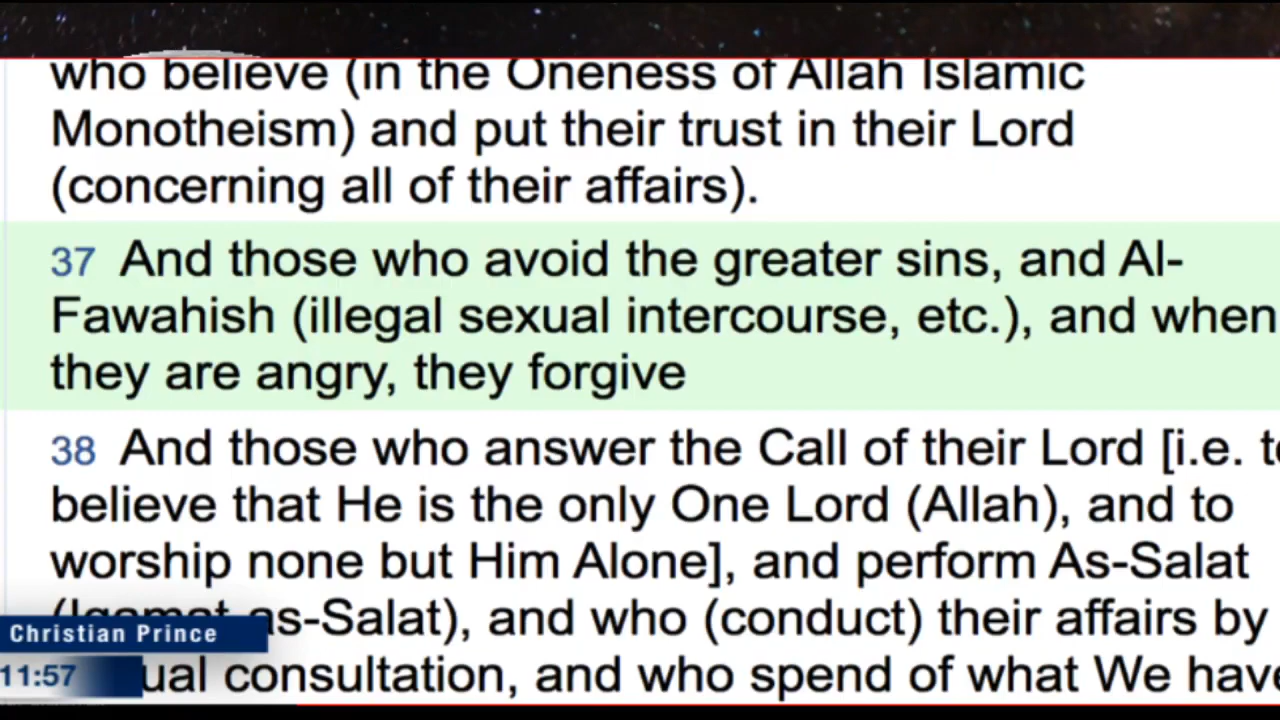 who believe (in the Oneness of Allah Islamic
Monotheism) and put their trust in their Lord
(concerning all of their affairs).
37 And those who avoid the greater sins, and Al-
Fawahish (illegal sexual intercourse, etc.), and when
they are angry, they forgive
38 And those who answer the Call of their Lord [i.e.
believe that He is the only One Lord (Allah), and to
worship none but Him Alone], and perform As-Salat
as-Salat), and who (conduct) their affairs by
Christian Prince
consultation, and who spend of what We have
11:57